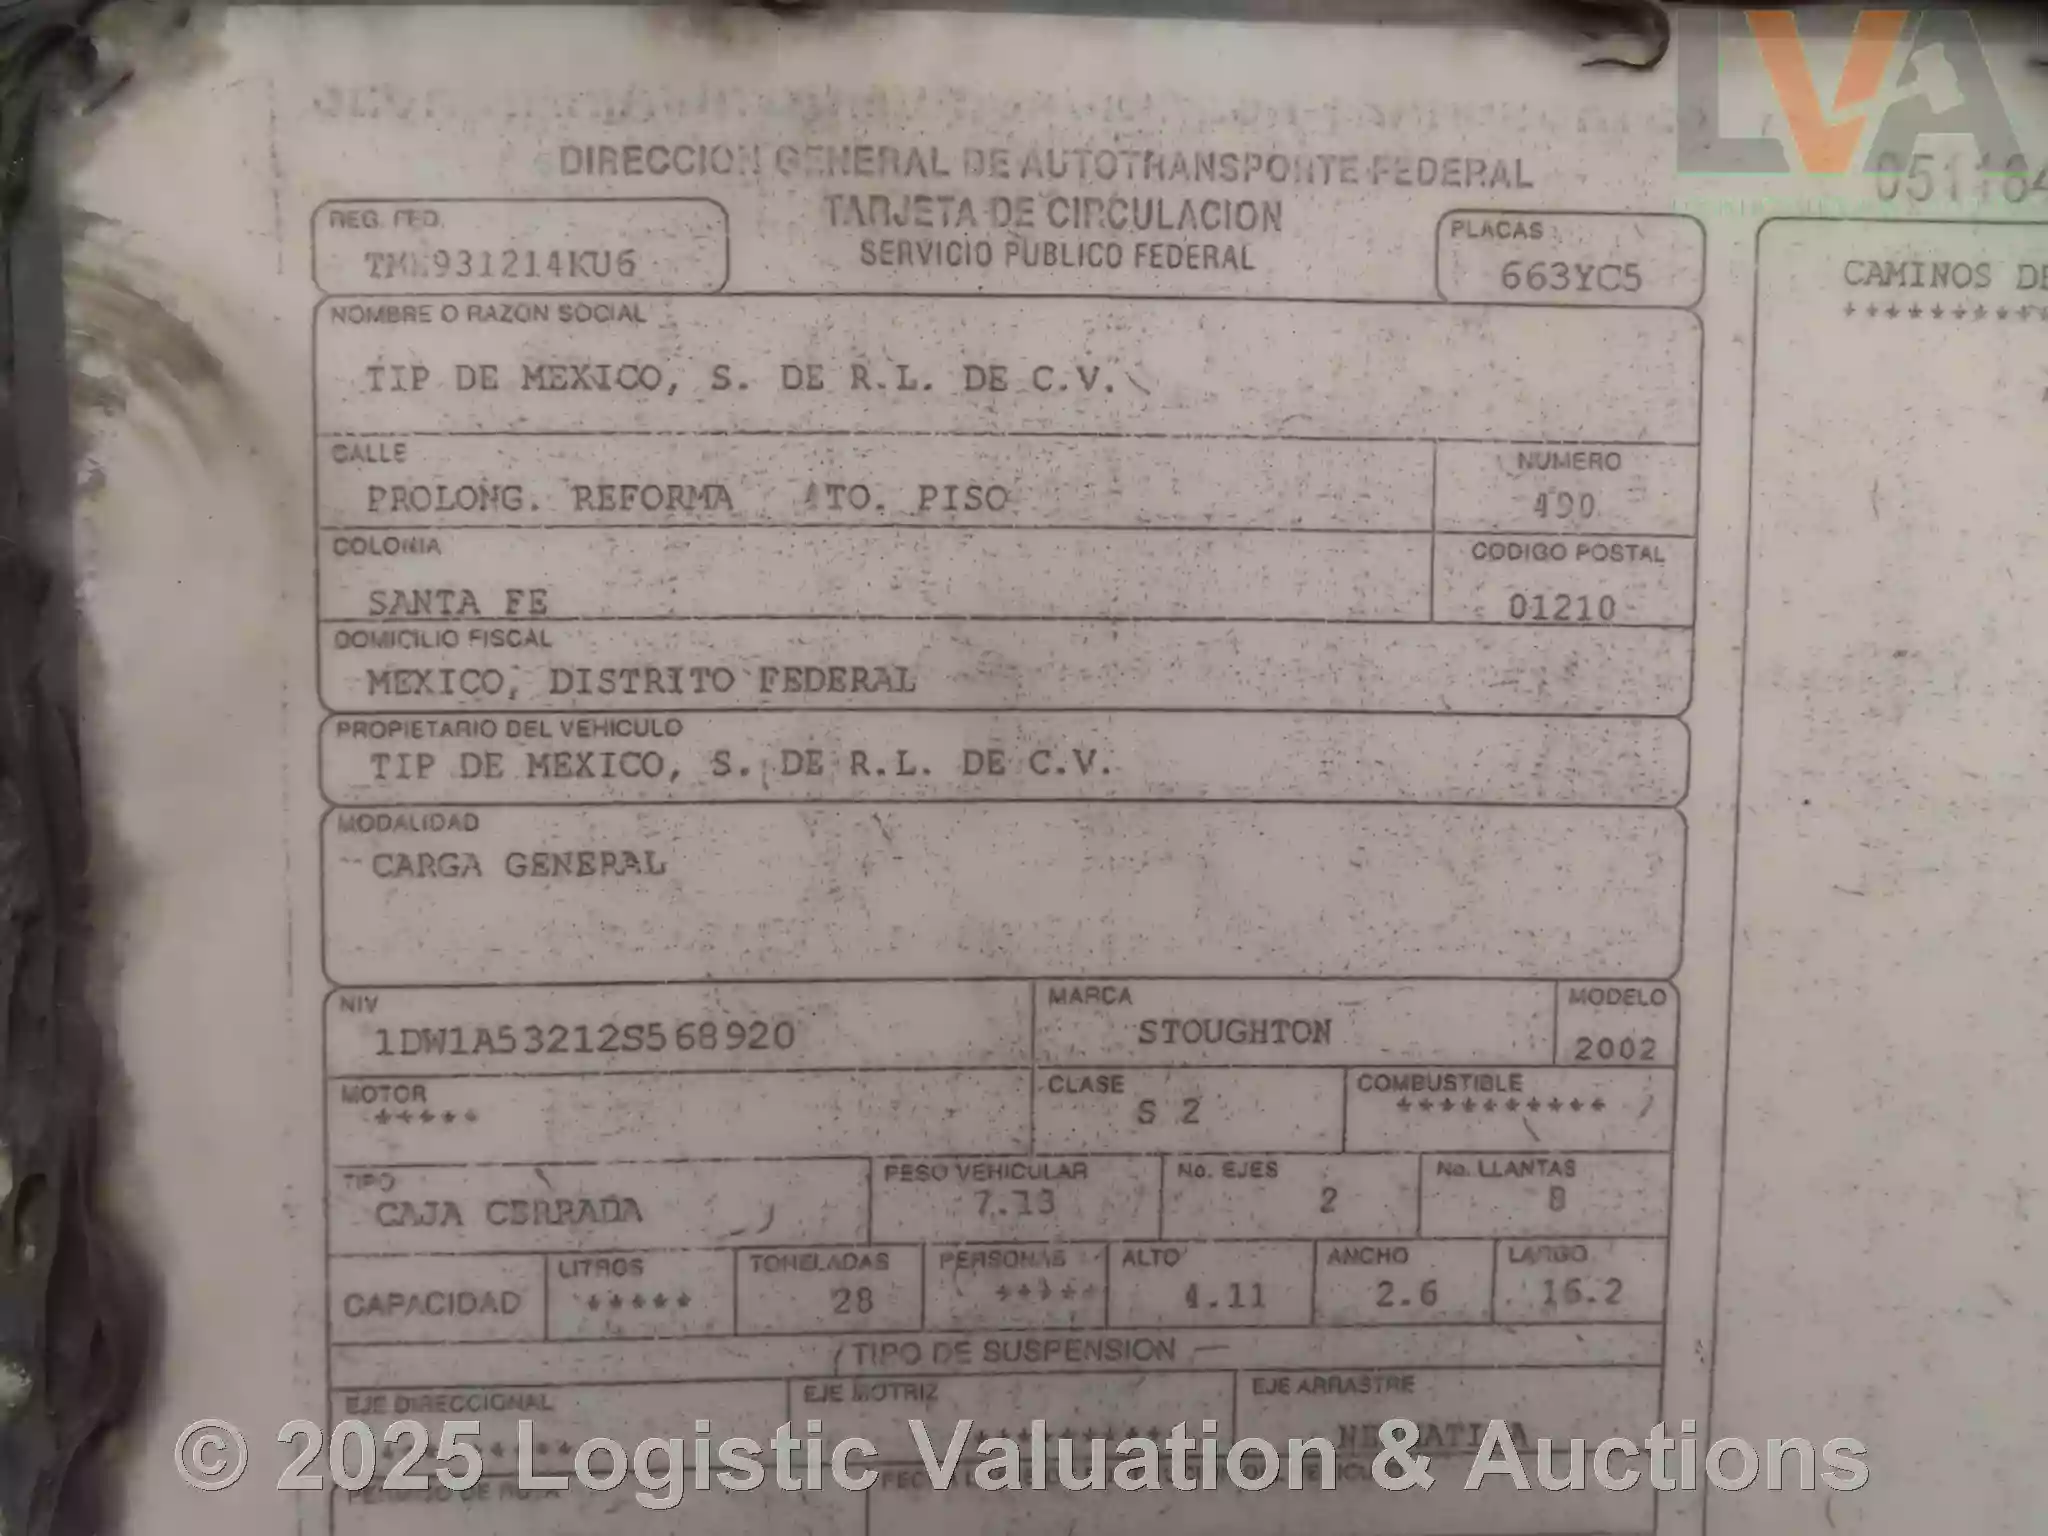 LVA
DIRECCION GENERAL DE AUTOTRANSPORTE FEDERAL
TARJETA DE CIRCULACION
SERVICIO PUBLICO FEDERAL
REG. FED.
PLACAS
663YC5
CAMINOS
***********
NOMBRE O RAZON SOCIAL
TIP DE MEXICO, S. DE R.L. DE C.V.
CALLE
NUMERO
PROLONG. REFORMA PISO
490
COLONIA
CODIGO POSTAL
SANTA FE
01210
DOMICILIO FISCAL
MEXICO, DISTRITO FEDERAL
PROPIETARIO DEL VEHICULO
TIP DE MEXICO, S. DE R.L. DE C.V.
MODALIDAD
CARGA GENERAL
NIV
MARCA
MODELO
1DW1A53212S568920
STOUGHTON
2002
MOTOR
CLASE
COMBUSTIBLE
*****
S 2
**********
TIPO
PESO VEHICULAR
No. EJES
No. LLANTAS
CAJA CERRADA
7.13
2
8
CAPACIDAD
LITROS
TONELADAS
PERSONAS
ALTO
ANCHO
LARGO
*****
28
*****
4.11
2.6
16.2
TIPO DE SUSPENSION
EJE DIRECCIONAL
EJE MOTRIZ
EJE ARRASTRE
© 2025 Logistic Valuation & Auctions